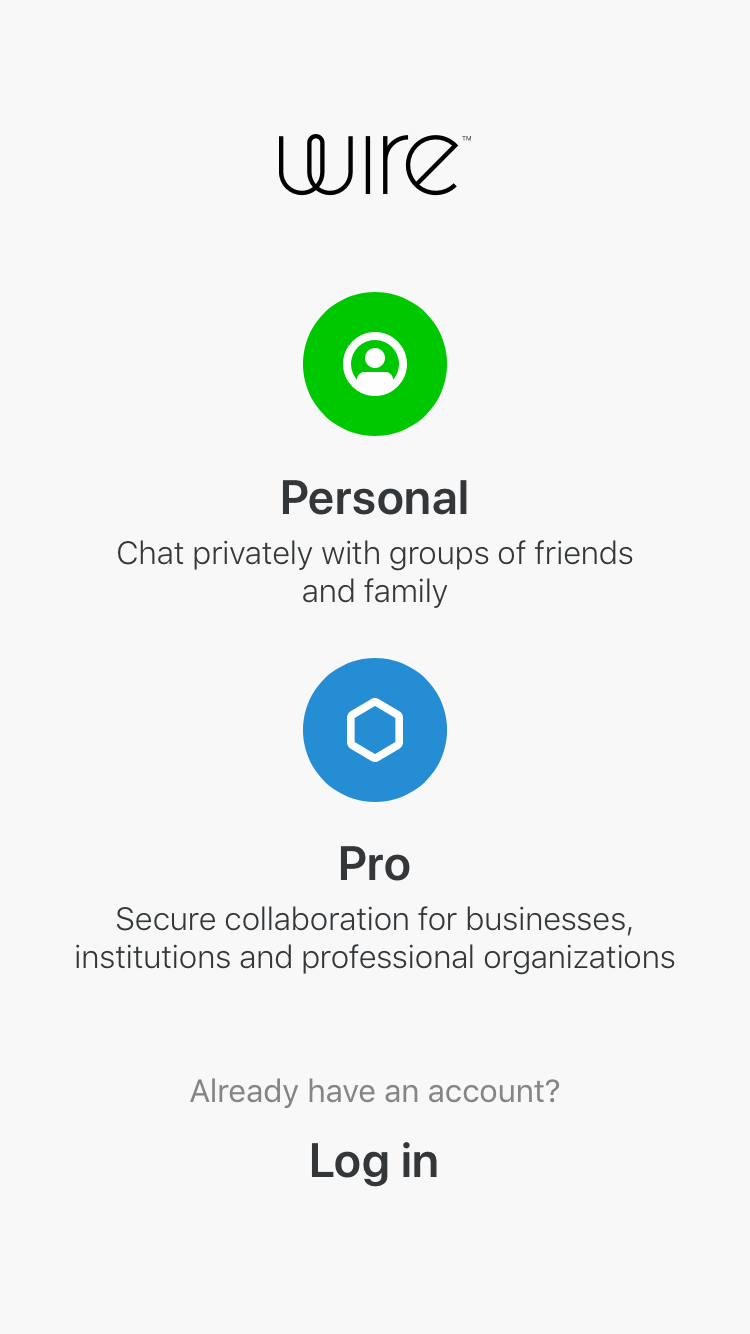 wire™
Personal
Chat privately with groups of friends
and family
Pro
Secure collaboration for businesses,
institutions and professional organizations
Already have an account?
Log in